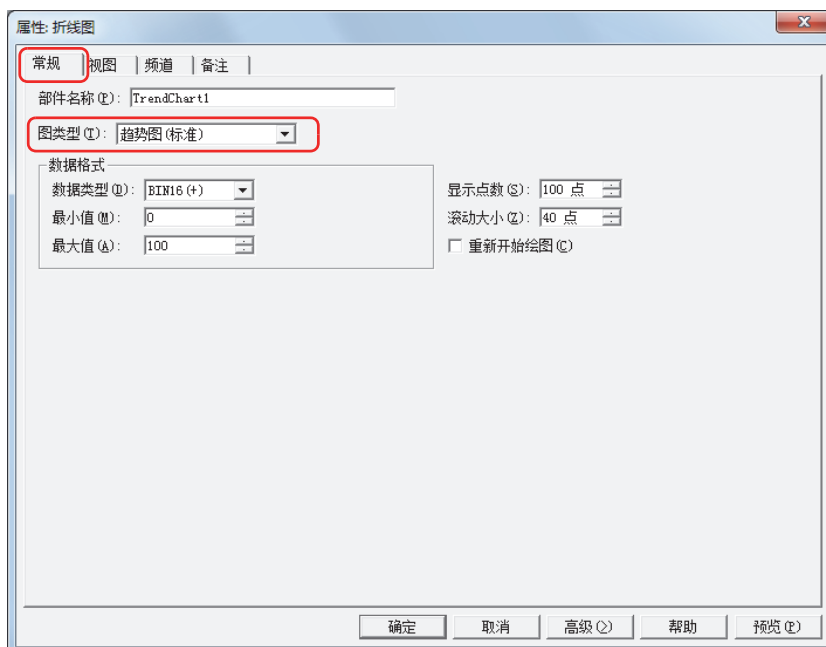 属性: 折线图
常规 视图 频道 备注
部件名称(P): TrendChart1
图类型(T): 趋势图(标准)
数据格式
数据类型(D): BIN16(+) 显示点数(S): 100 点
最小值(M): 0 滚动大小(Z): 40 点
最大值(A): 100 重新开始绘图(C)
确定 取消 高级(>) 帮助 预览(P)